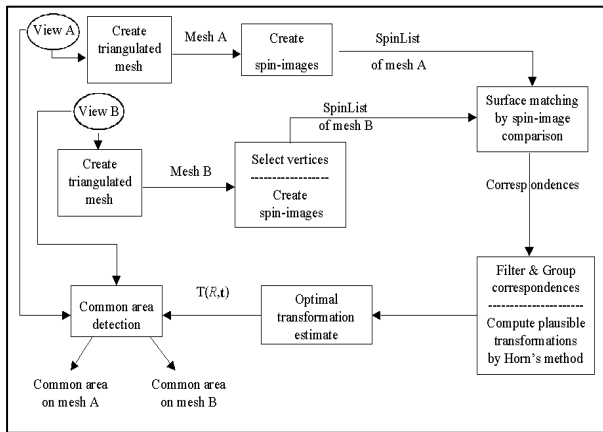 View A
Create
triangulated
mesh
Mesh A
Create
spin-images
SpinList
of mesh A
Surface matching
by spin-image
comparison
View B
Create
triangulated
mesh
Mesh B
Select vertices
--------------------
Create
spin-images
SpinList
of mesh B
Correspondences
Filter & Group
correspondences
-----------------------
Compute plausible
transformations
by Horn's method
Optimal
transformation
estimate
T(R,t)
Common area
detection
Common area
on mesh A
Common area
on mesh B